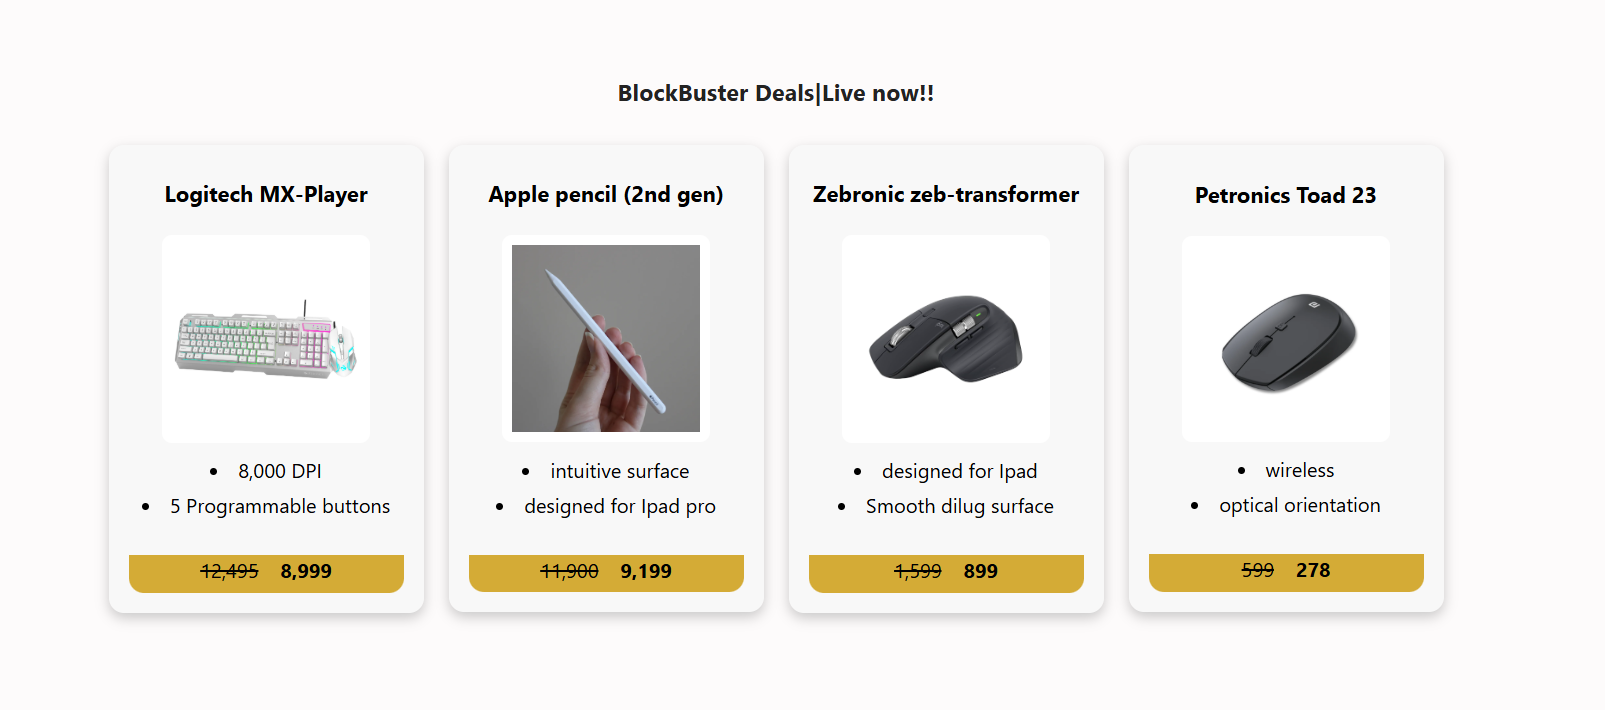 BlockBuster Deals|Live now!!
Logitech MX-Player
8,000 DPI
5 Programmable buttons
12,495 8,999
Apple pencil (2nd gen)
intuitive surface
designed for Ipad pro
11,900 9,199
Zebronic zeb-transformer
designed for Ipad
Smooth dilug surface
1,599 899
Petronics Toad 23
wireless
optical orientation
599 278